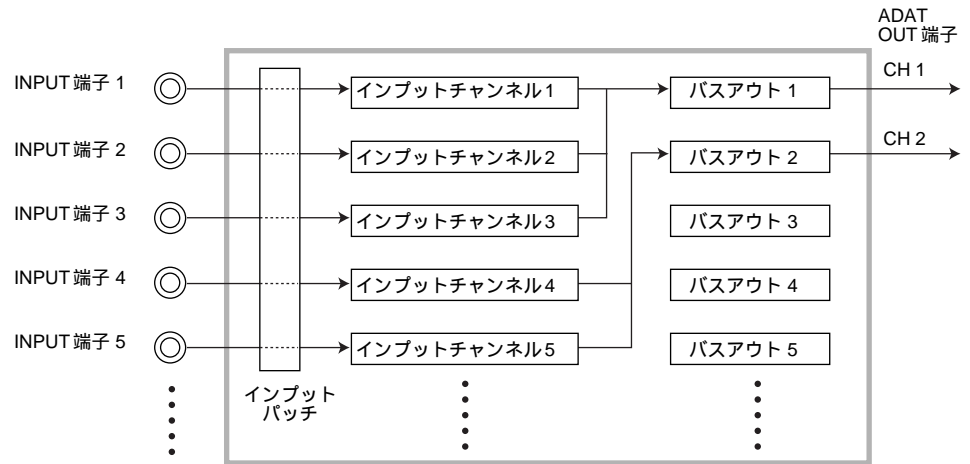 ADAT
OUT 端子
INPUT 端子 1
インプットチャンネル1
バスアウト 1
CH 1
INPUT 端子 2
インプットチャンネル2
バスアウト 2
CH 2
INPUT 端子 3
インプットチャンネル3
バスアウト 3
INPUT 端子 4
インプットチャンネル4
バスアウト 4
INPUT 端子 5
インプットチャンネル5
バスアウト 5
インプット
パッチ